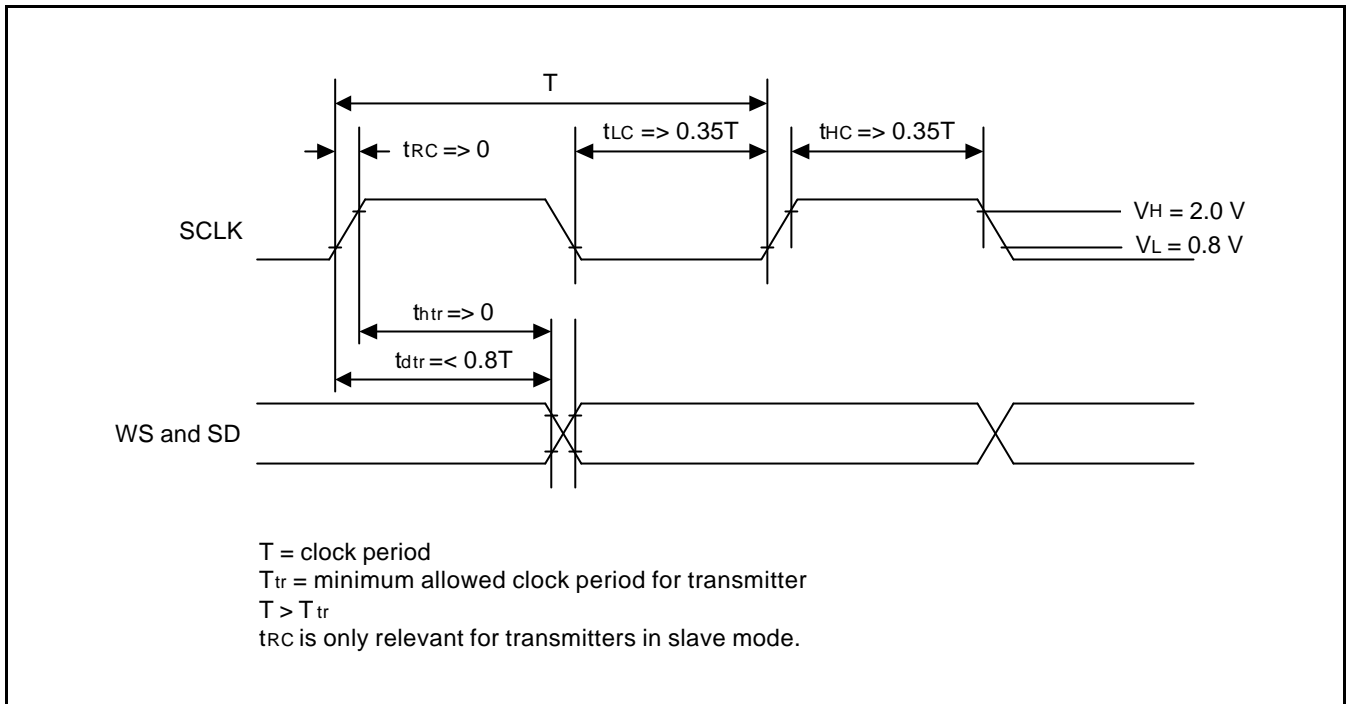 T
tLC => 0.35T
tHC => 0.35T
tRC => 0
SCLK
VH = 2.0 V
VL = 0.8 V
thtr => 0
tdtr =< 0.8T
WS and SD
T = clock period
Ttr = minimum allowed clock period for transmitter
T > Ttr
tRC is only relevant for transmitters in slave mode.